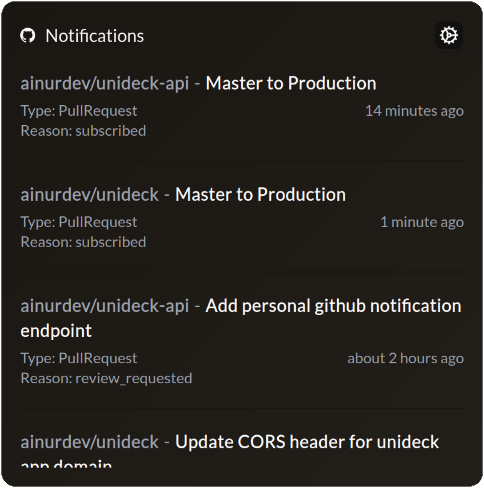 Notifications
ainurdev/unideck-api - Master to Production
Type: PullRequest
14 minutes ago
Reason: subscribed
ainurdev/unideck - Master to Production
Type: PullRequest
1 minute ago
Reason: subscribed
ainurdev/unideck-api - Add personal github notification
endpoint
Type: PullRequest
about 2 hours ago
Reason: review_requested
ainurdev/unideck - Update CORS header for unideck
app domain